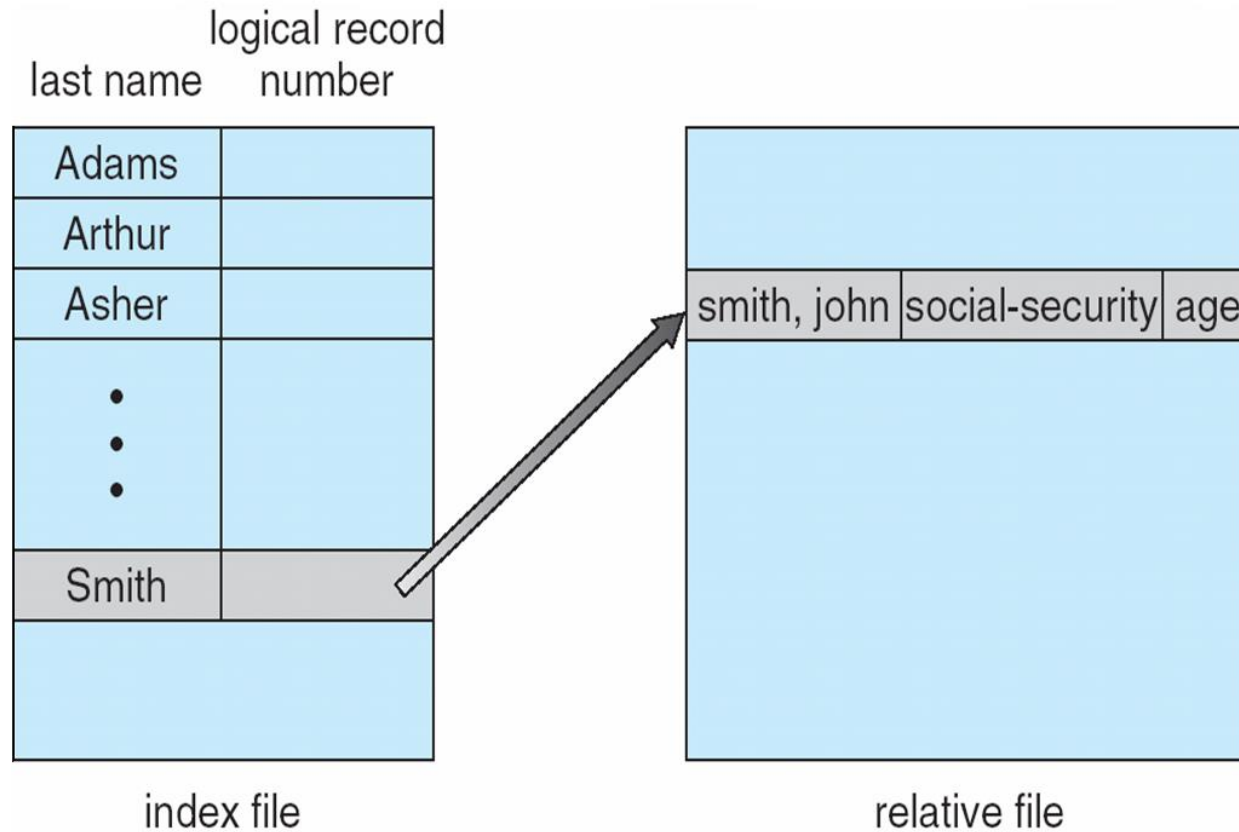 logical record
last name number
Adams
Arthur
Asher
Smith
smith, john social-security age
index file relative file